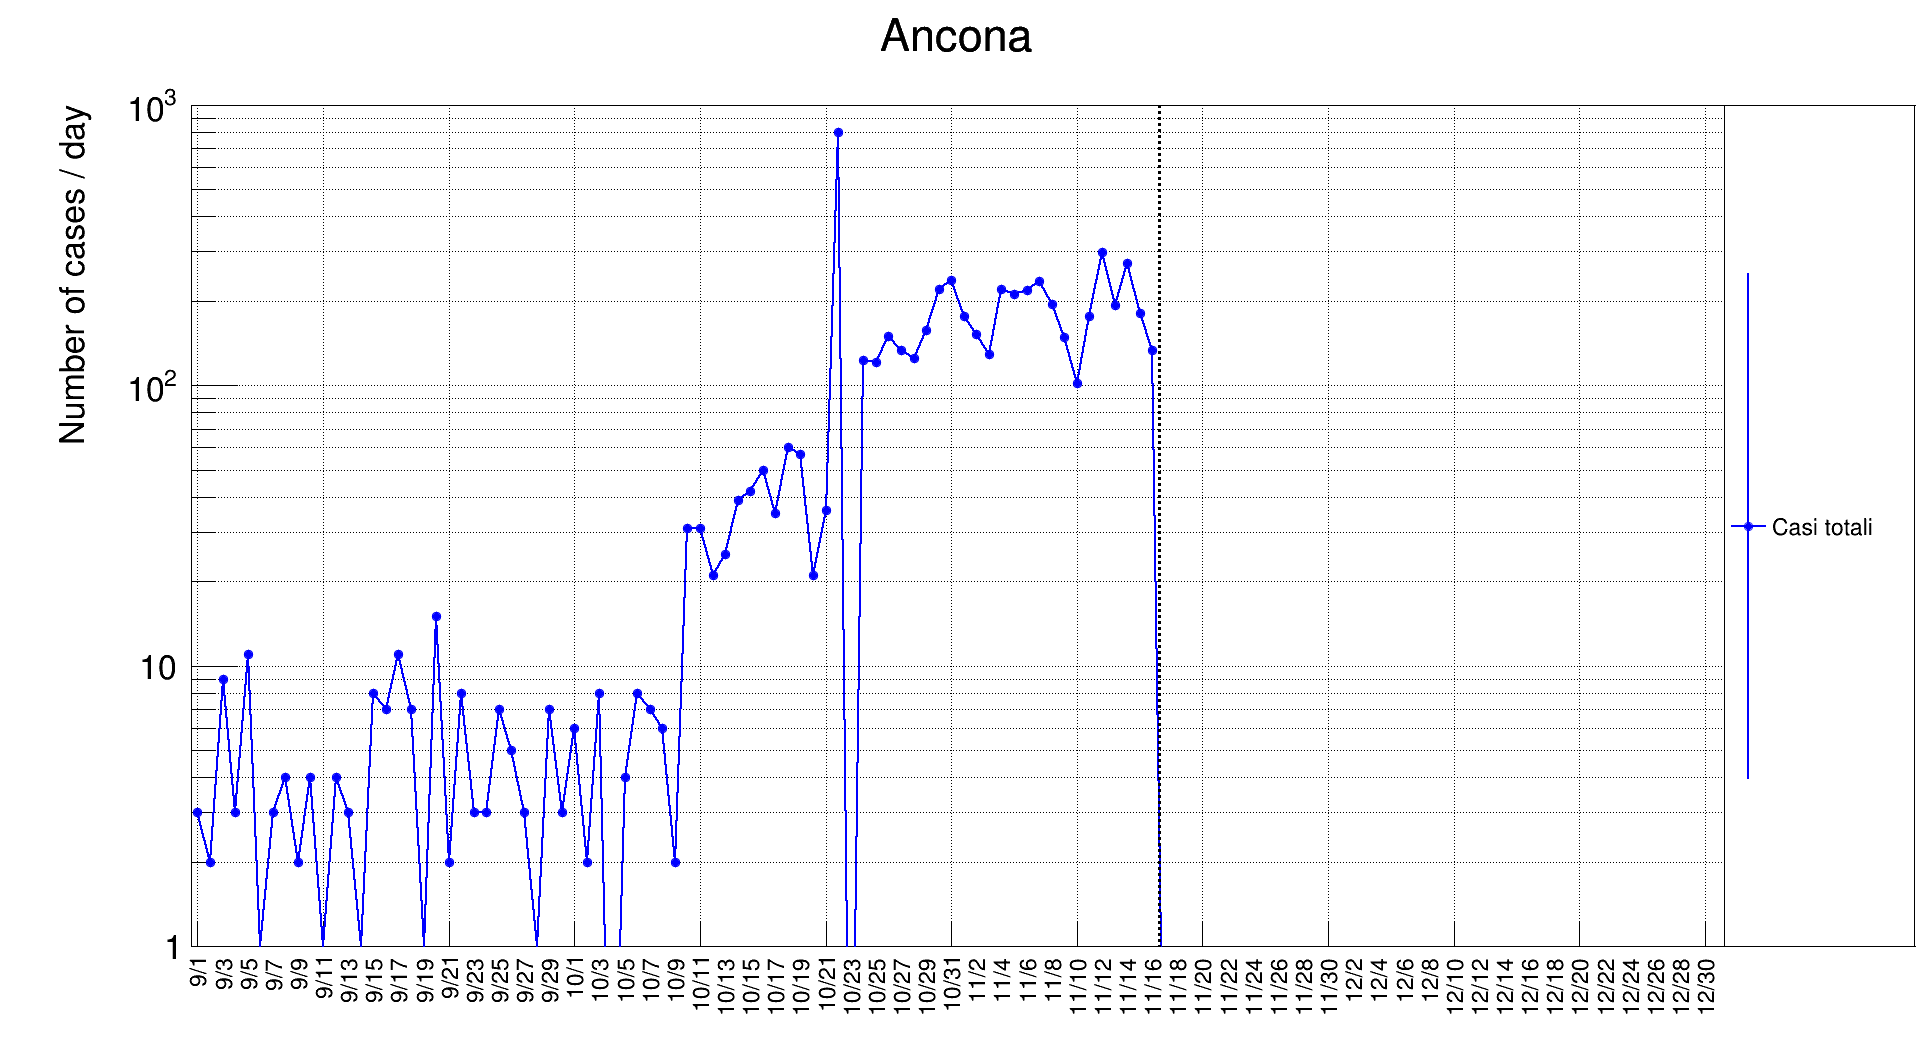 Ancona
Number of cases / day
10³
10²
10
1
9/1 9/3 9/5 9/7 9/9 9/11 9/13 9/15 9/17 9/19 9/21 9/23 9/25 9/27 9/29 10/1 10/3 10/5 10/7 10/9 10/11 10/13 10/15 10/17 10/19 10/21 10/23 10/25 10/27 10/29 10/31 11/2 11/4 11/6 11/8 11/10 11/12 11/14 11/16 11/18 11/20 11/22 11/24 11/26 11/28 11/30 12/2 12/4 12/6 12/8 12/10 12/12 12/14 12/16 12/18 12/20 12/22 12/24 12/26 12/28 12/30
Casi totali